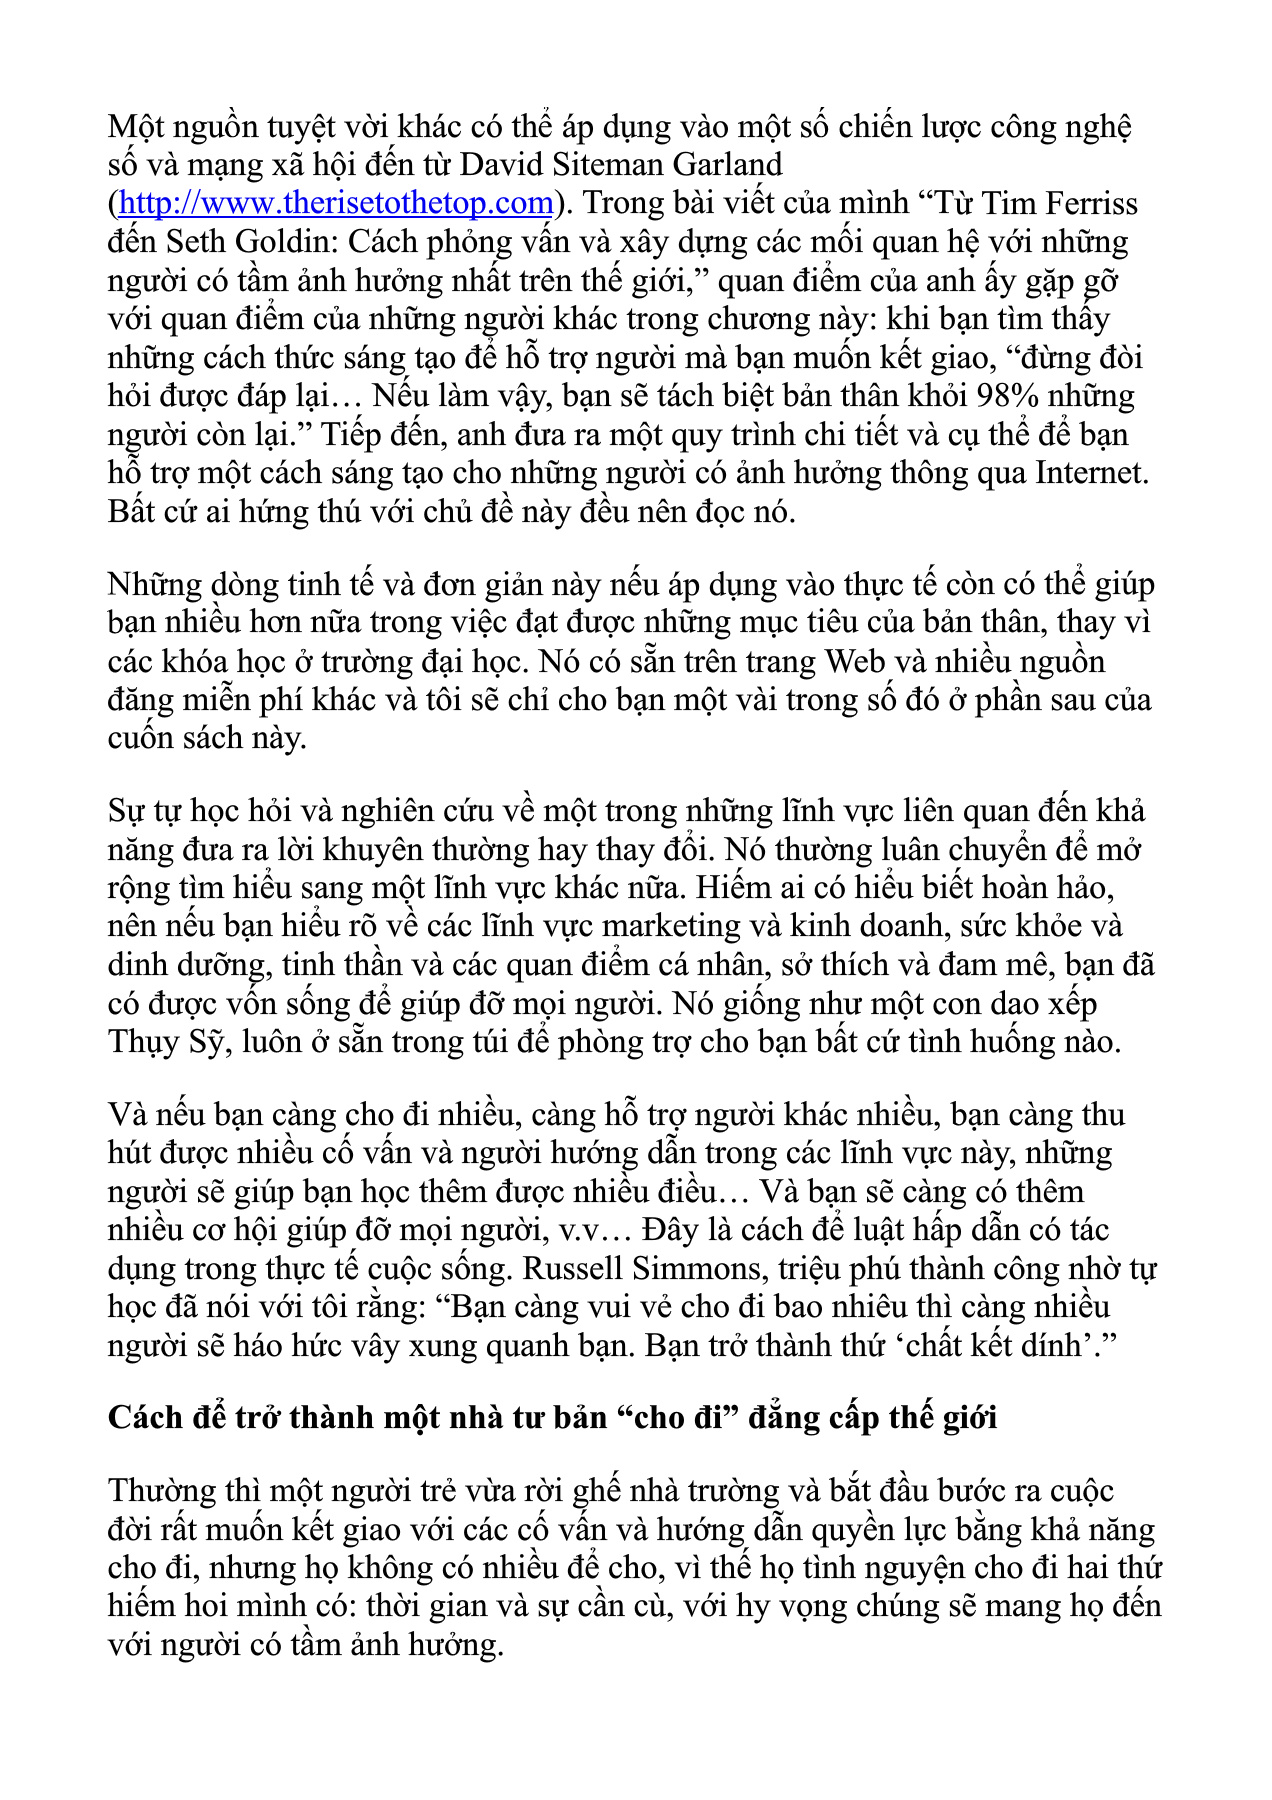 Một nguồn tuyệt vời khác có thể áp dụng vào một số chiến lược công nghệ
số và mạng xã hội đến từ David Siteman Garland
(http://www.therisetothetop.com). Trong bài viết của mình “Từ Tim Ferriss
đến Seth Goldin: Cách phỏng vấn và xây dựng các mối quan hệ với những
người có tầm ảnh hưởng nhất trên thế giới,” quan điểm của anh ấy gặp gỡ
với quan điểm của những người khác trong chương này: khi bạn tìm thấy
những cách thức sáng tạo để hỗ trợ người mà bạn muốn kết giao, “đừng đòi
hỏi được đáp lại… Nếu làm vậy, bạn sẽ tách biệt bản thân khỏi 98% những
người còn lại.” Tiếp đến, anh đưa ra một quy trình chi tiết và cụ thể để bạn
hỗ trợ một cách sáng tạo cho những người có ảnh hưởng thông qua Internet.
Bất cứ ai hứng thú với chủ đề này đều nên đọc nó.
Những dòng tinh tế và đơn giản này nếu áp dụng vào thực tế còn có thể giúp
bạn nhiều hơn nữa trong việc đạt được những mục tiêu của bản thân, thay vì
các khóa học ở trường đại học. Nó có sẵn trên trang Web và nhiều nguồn
đăng miễn phí khác và tôi sẽ chỉ cho bạn một vài trong số đó ở phần sau của
cuốn sách này.
Sự tự học hỏi và nghiên cứu về một trong những lĩnh vực liên quan đến khả
năng đưa ra lời khuyên thường hay thay đổi. Nó thường luân chuyển để mở
rộng tìm hiểu sang một lĩnh vực khác nữa. Hiếm ai có hiểu biết hoàn hảo,
nên nếu bạn hiểu rõ về các lĩnh vực marketing và kinh doanh, sức khỏe và
dinh dưỡng, tinh thần và các quan điểm cá nhân, sở thích và đam mê, bạn đã
có được vốn sống để giúp đỡ mọi người. Nó giống như một con dao xếp
Thụy Sỹ, luôn ở sẵn trong túi để phòng trợ cho bạn bất cứ tình huống nào.
Và nếu bạn càng cho đi nhiều, càng hỗ trợ người khác nhiều, bạn càng thu
hút được nhiều cố vấn và người hướng dẫn trong các lĩnh vực này, những
người sẽ giúp bạn học thêm được nhiều điều… Và bạn sẽ càng có thêm
nhiều cơ hội giúp đỡ mọi người, v.v… Đây là cách để luật hấp dẫn có tác
dụng trong thực tế cuộc sống. Russell Simmons, triệu phú thành công nhờ tự
học đã nói với tôi rằng: “Bạn càng vui vẻ cho đi bao nhiêu thì càng nhiều
người sẽ háo hức vây xung quanh bạn. Bạn trở thành thứ ‘chất kết dính’.”
Cách để trở thành một nhà tư bản “cho đi” đẳng cấp thế giới
Thường thì một người trẻ vừa rời ghế nhà trường và bắt đầu bước ra cuộc
đời rất muốn kết giao với các cố vấn và hướng dẫn quyền lực bằng khả năng
cho đi, nhưng họ không có nhiều để cho, vì thế họ tình nguyện cho đi hai thứ
hiếm hoi mình có: thời gian và sự cần cù, với hy vọng chúng sẽ mang họ đến
với người có tầm ảnh hưởng.